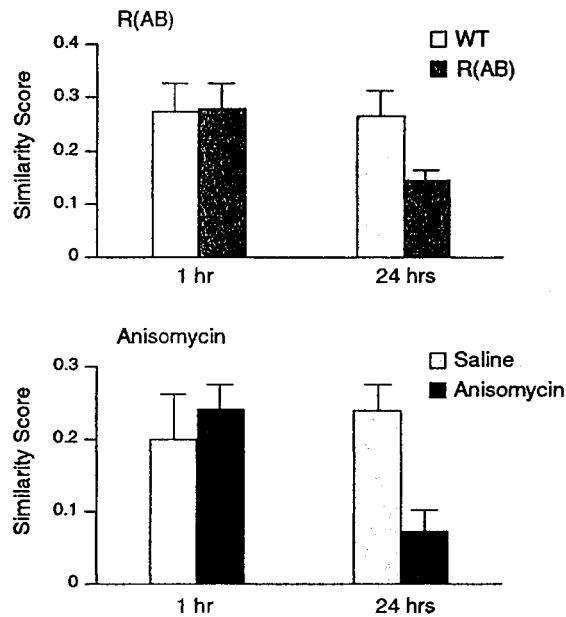 R(AB)
WT
R(AB)
Similarity Score
0.4
0.3
0.2
0.1
0
1 hr
24 hrs
Anisomycin
Saline
Anisomycin
Similarity Score
0.3
0.2
0.1
0
1 hr
24 hrs